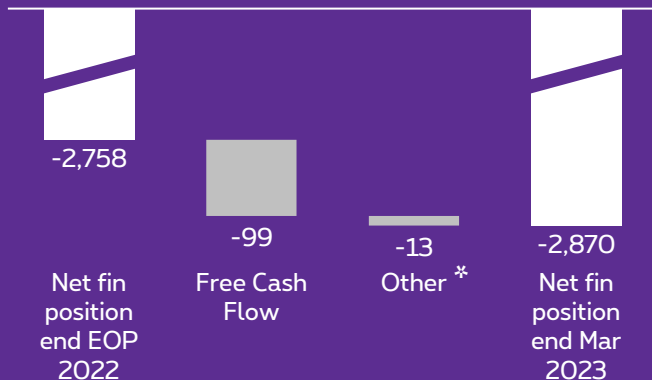 -2,758
-99
-13
-2,870
Net fin
position
end EOP
2022
Free Cash
Flow
Other *
Net fin
position
end Mar
2023